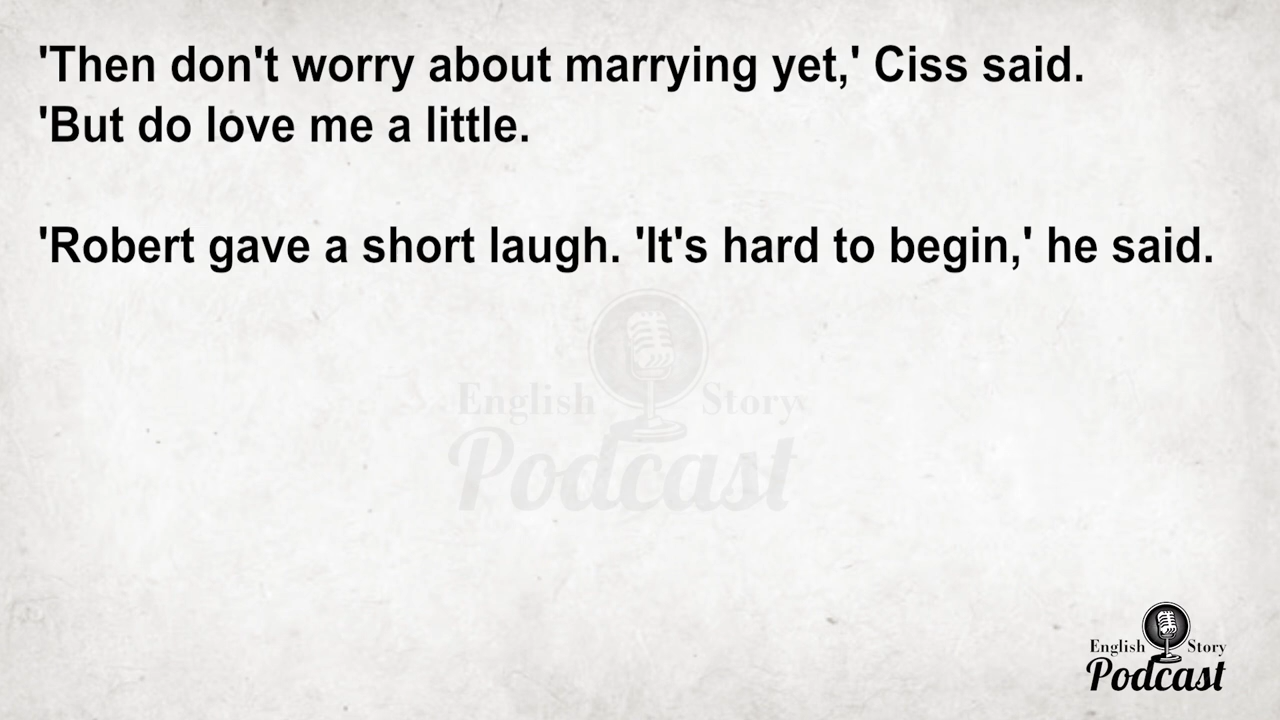 'Then don't worry about marrying yet,' Ciss said.
'But do love me a little.
'Robert gave a short laugh. 'It's hard to begin,' he said.
English Story
Podcast
English Story
Podcast